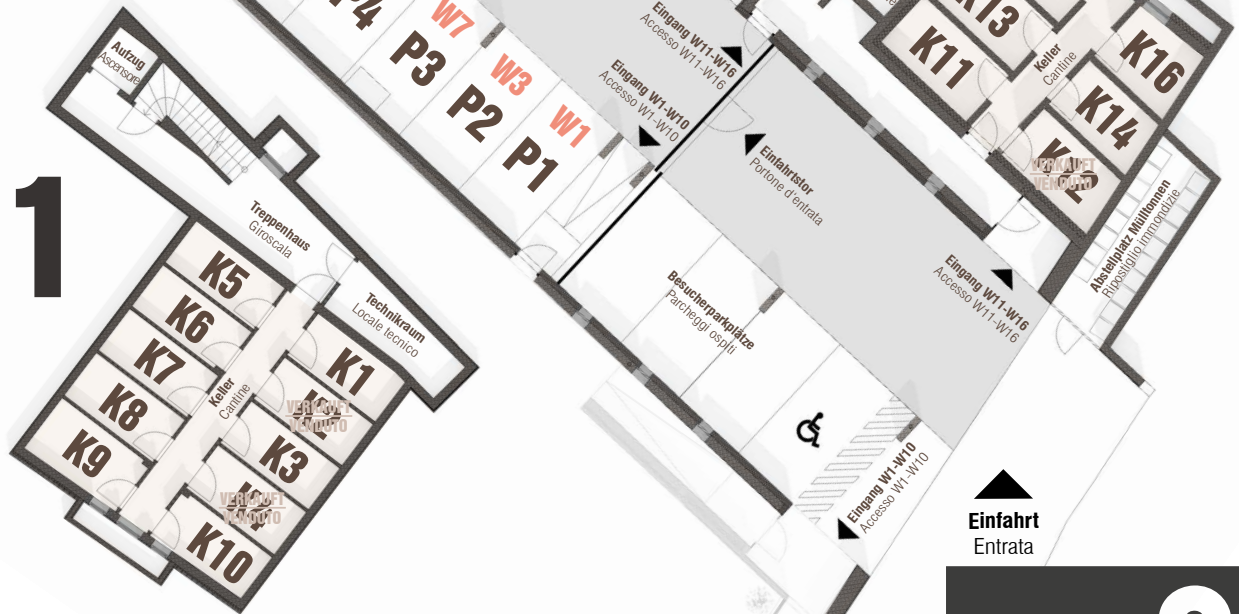 1
Aufzug
Ascensore
Treppenhaus
Giroscala
Technikraum
Locale tecnico
K5
K6
K7
K8
K9
Keller
Cantine
K1
VERKAUFT
VENDUTO
K3
VERKAUFT
VENDUTO
K10
W7
P3
W3
P2
W1
P1
Eingang W11-W16
Accesso W11-W16
Eingang W1-W10
Accesso W1-W10
Einfahrtstor
Portone d'entrata
Besucherparkplätze
Parcheggi ospiti
Eingang W11-W16
Accesso W11-W16
Eingang W1-W10
Accesso W1-W10
K13
K11
Keller
Cantine
K16
K14
VERKAUFT
VENDUTO
Abstellplatz Mülltonnen
Ripostiglio immondizie
Einfahrt
Entrata